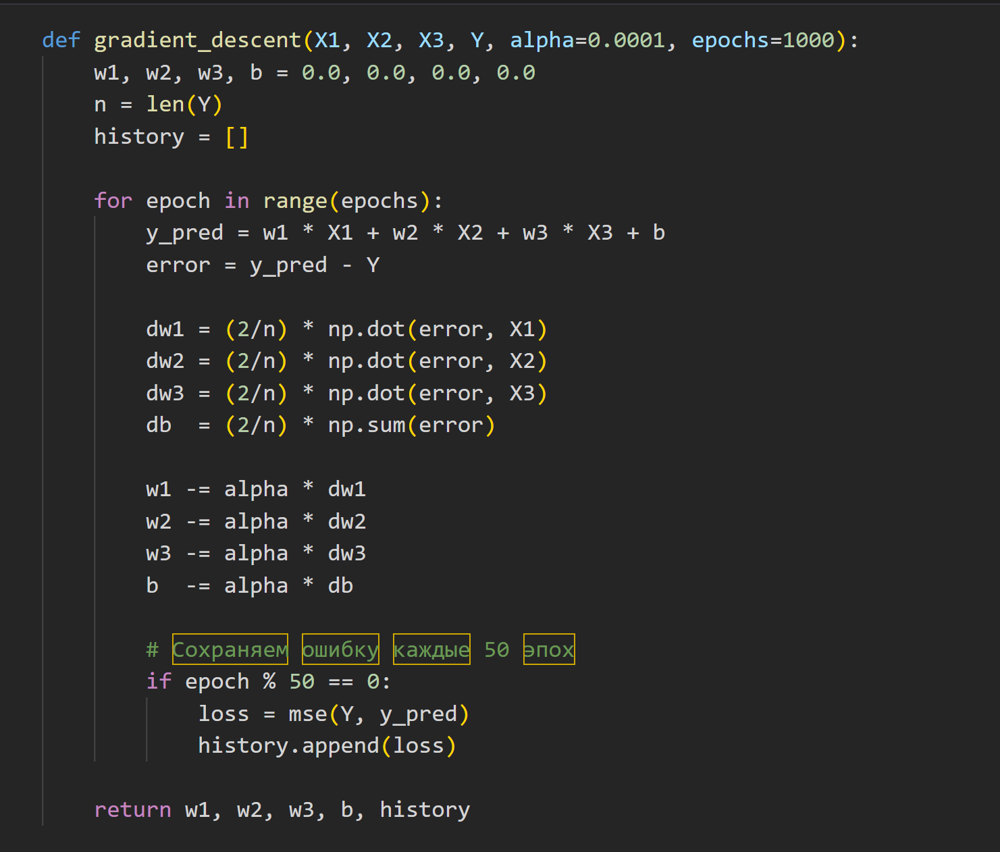 def gradient_descent(X1, X2, X3, Y, alpha=0.0001, epochs=1000):
    w1, w2, w3, b = 0.0, 0.0, 0.0, 0.0
    n = len(Y)
    history = []

    for epoch in range(epochs):
        y_pred = w1 * X1 + w2 * X2 + w3 * X3 + b
        error = y_pred - Y

        dw1 = (2/n) * np.dot(error, X1)
        dw2 = (2/n) * np.dot(error, X2)
        dw3 = (2/n) * np.dot(error, X3)
        db  = (2/n) * np.sum(error)

        w1 -= alpha * dw1
        w2 -= alpha * dw2
        w3 -= alpha * dw3
        b  -= alpha * db

        # Сохраняем ошибку каждые 50 эпох
        if epoch % 50 == 0:
            loss = mse(Y, y_pred)
            history.append(loss)

    return w1, w2, w3, b, history